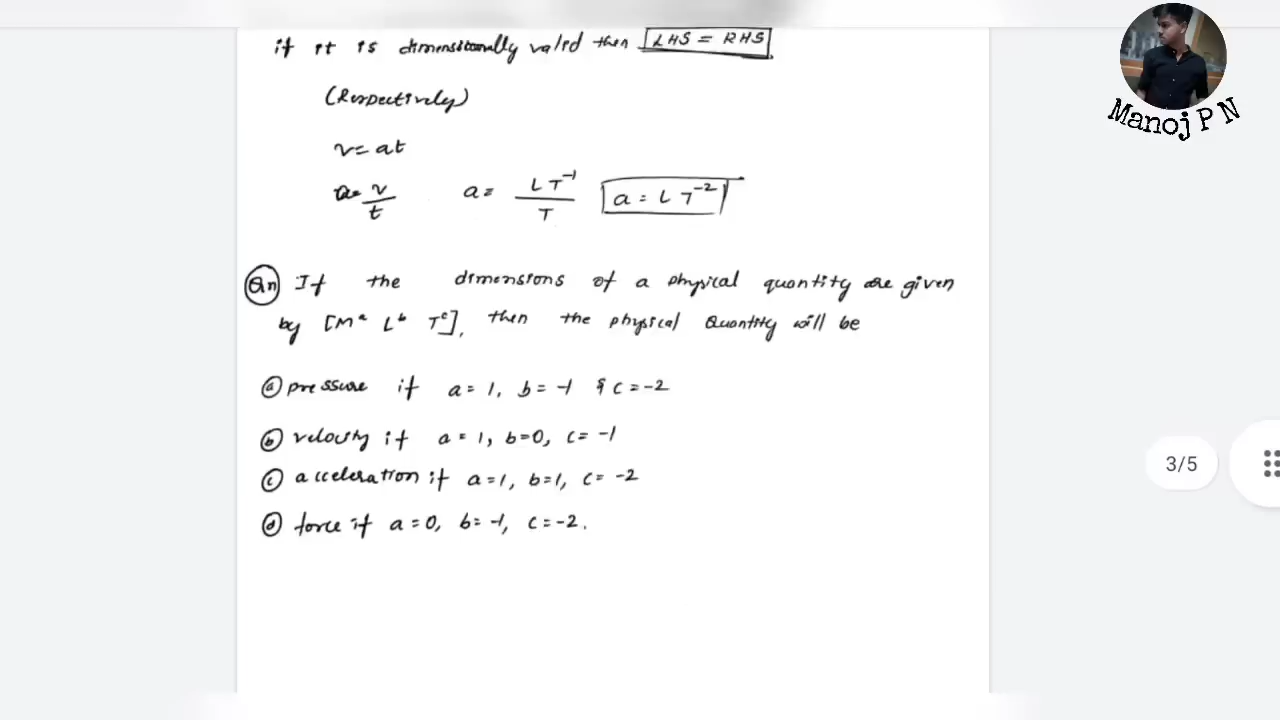 if it is dimensionally valid then LHS = RHS
(Respectively)
v = at
a = v/t a = LT⁻¹/T a = LT⁻²
Qn If the dimensions of a physical quantity are given
by [Mᵃ Lᵇ Tᶜ], then the physical Quantity will be
(a) pressure if a = 1, b = -1 & c = -2
(b) velocity if a = 1, b=0, c = -1
(c) acceleration if a=1, b=1, c = -2
(d) force if a = 0, b = -1, c = -2.
Manoj P N
3/5